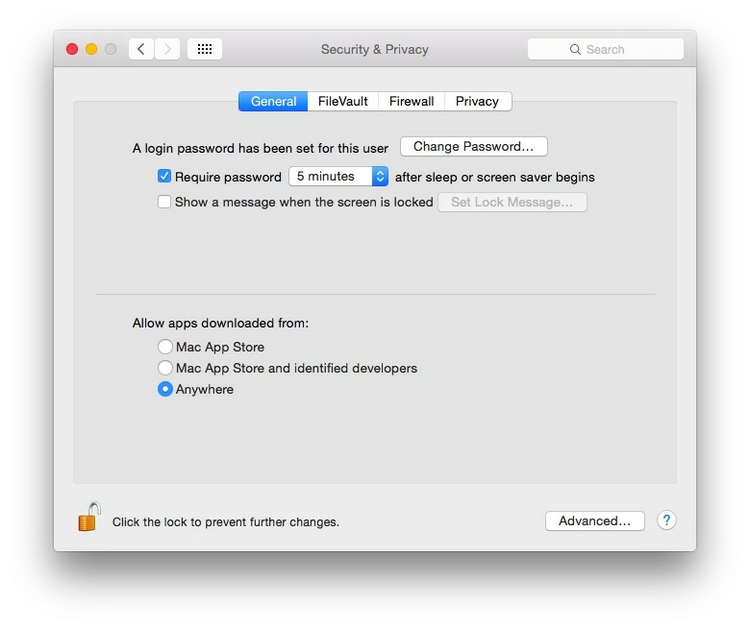 Security & Privacy
Search
General FileVault Firewall Privacy
A login password has been set for this user Change Password...
Require password 5 minutes after sleep or screen saver begins
Show a message when the screen is locked Set Lock Message...
Allow apps downloaded from:
Mac App Store
Mac App Store and identified developers
Anywhere
Click the lock to prevent further changes.
Advanced... ?